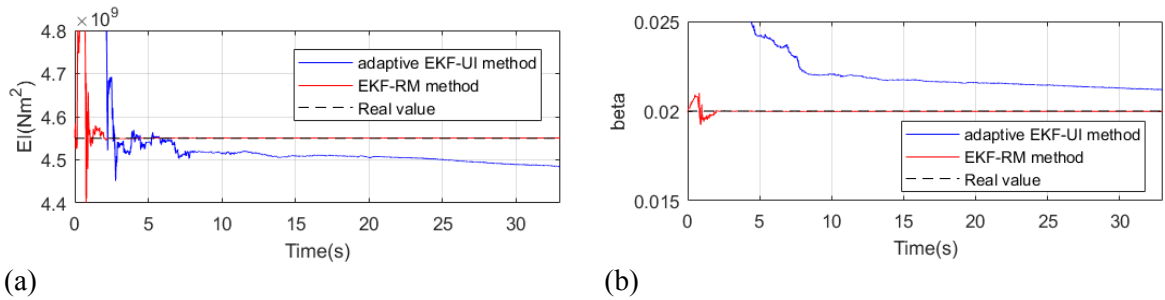 ×10⁹
4.8
4.7
4.6
4.5
4.4
EI(Nm²)
adaptive EKF-UI method
EKF-RM method
Real value
0 5 10 15 20 25 30
Time(s)
(a)
0.025
0.02
0.015
beta
adaptive EKF-UI method
EKF-RM method
Real value
0 5 10 15 20 25 30
Time(s)
(b)